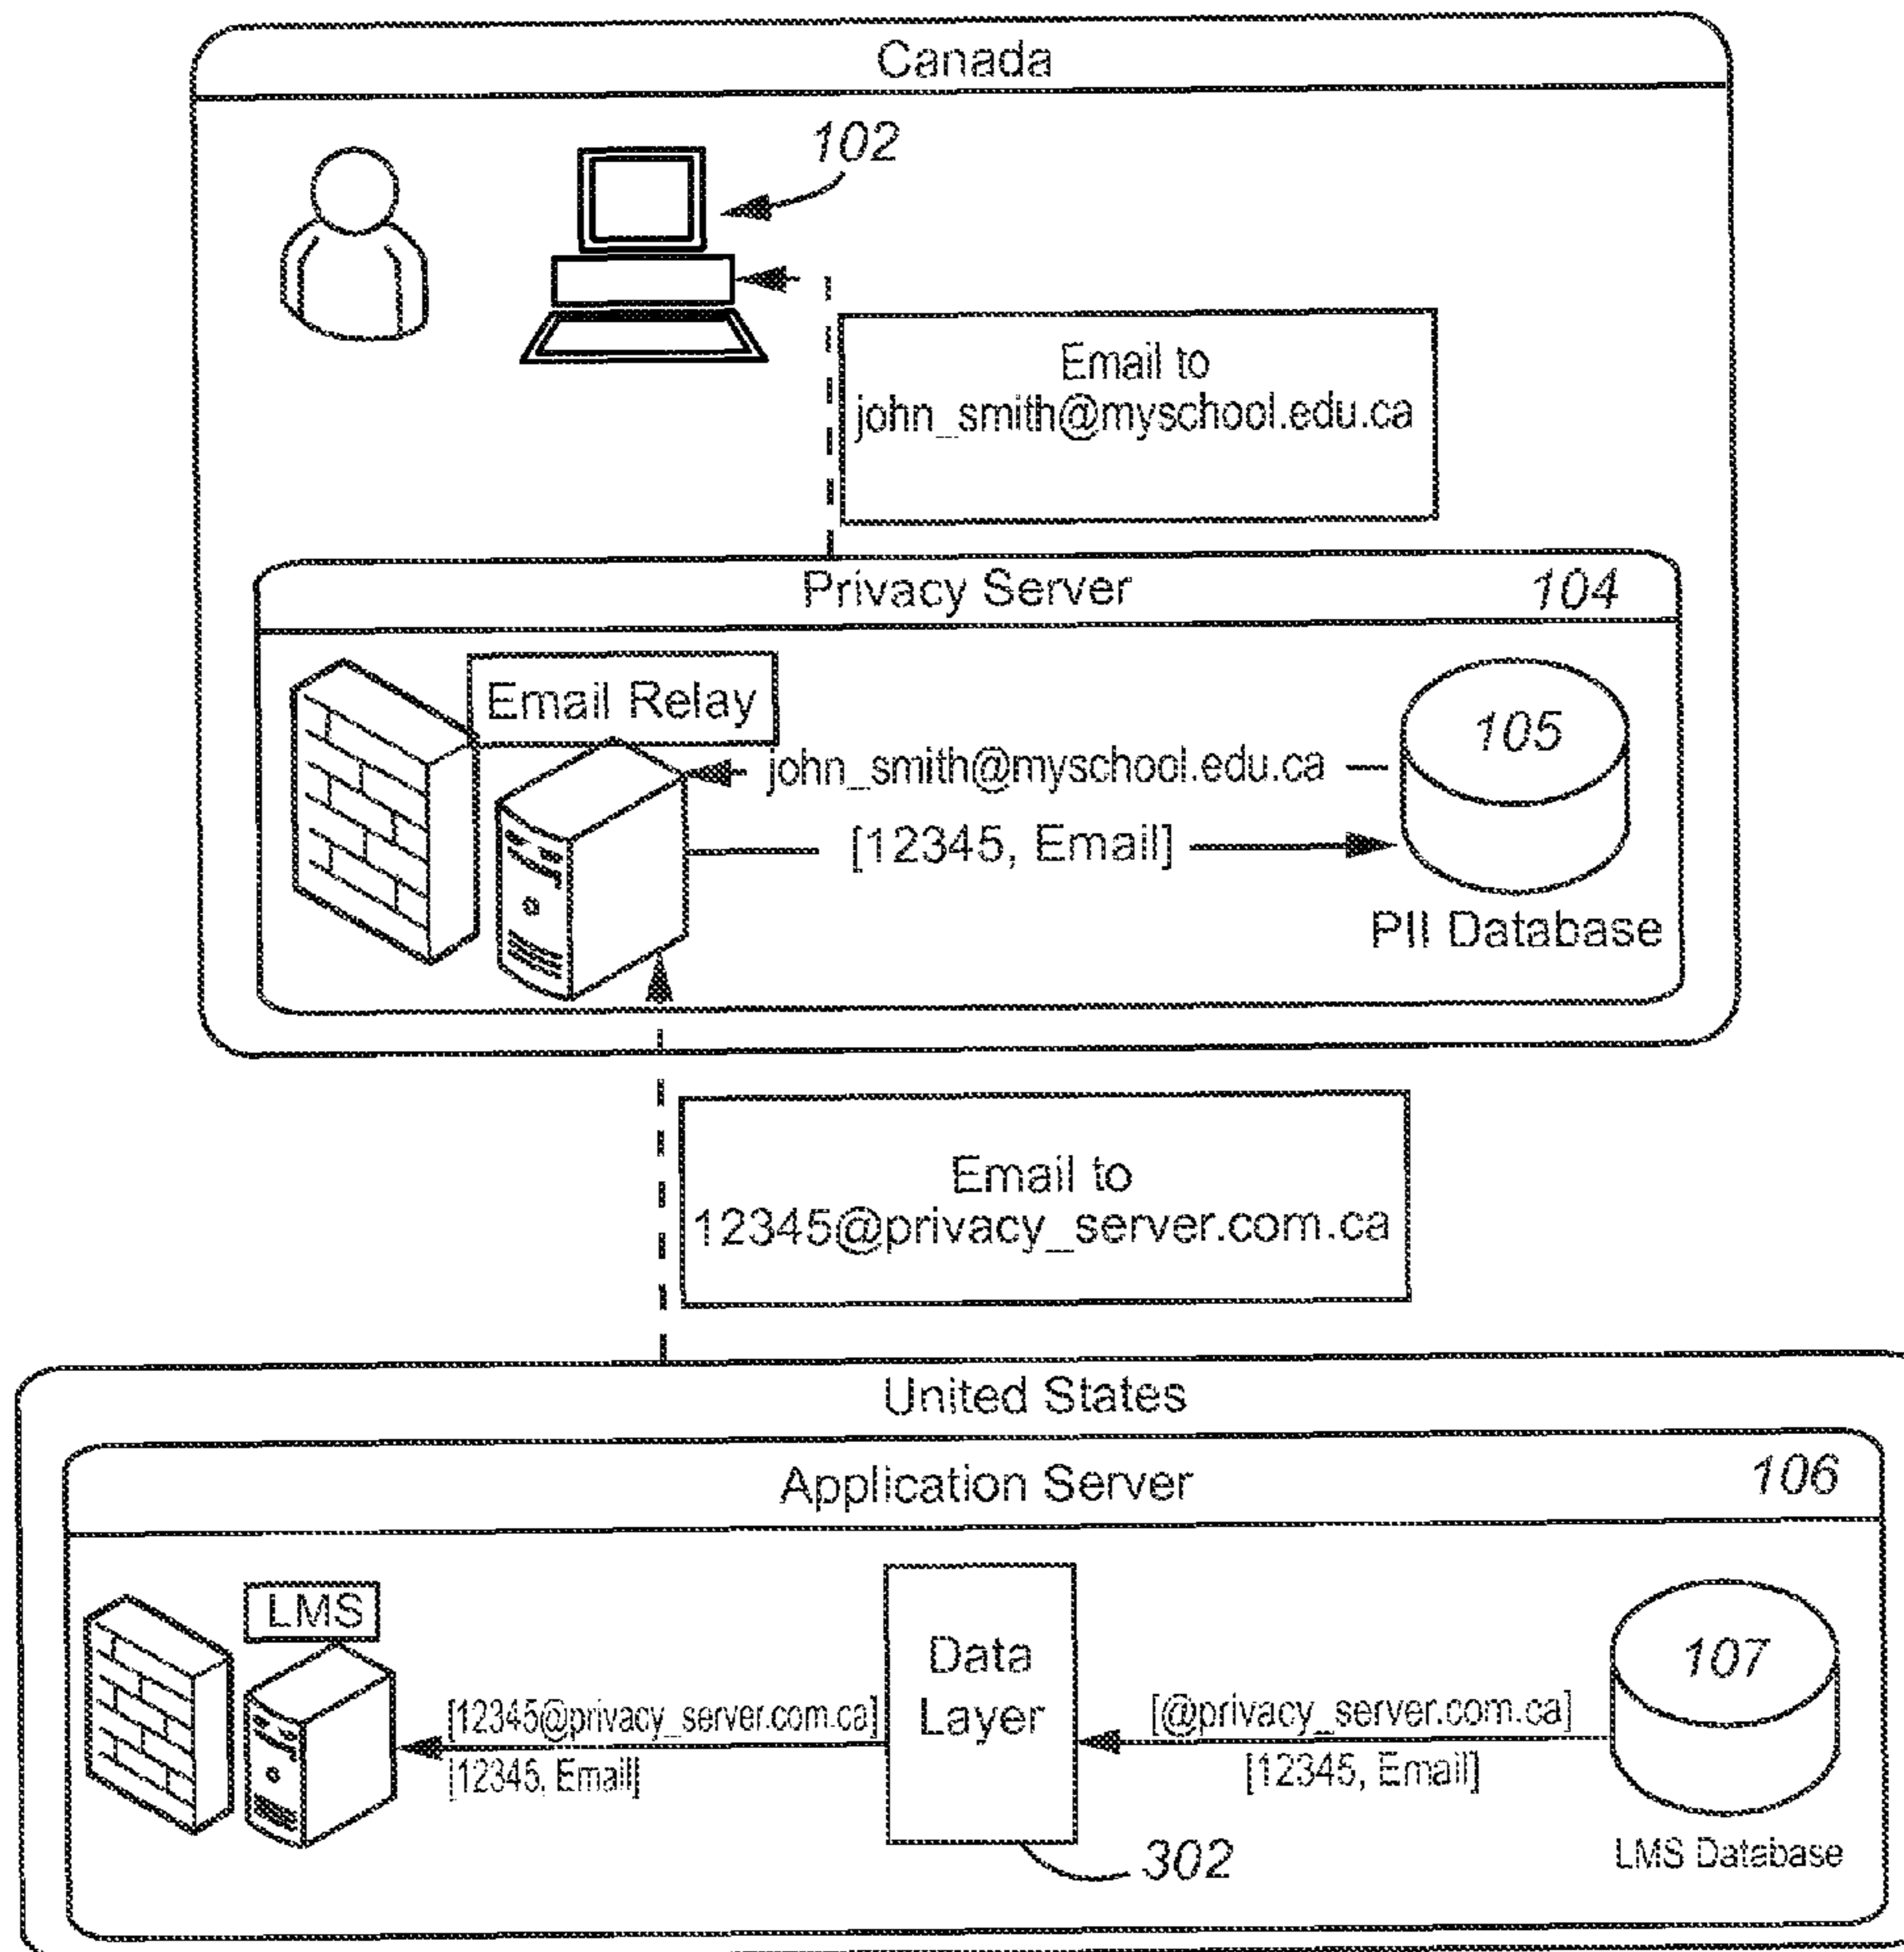 Canada
102
Email to
john_smith@myschool.edu.ca
Privacy Server
104
Email Relay
john_smith@myschool.edu.ca
105
[12345, Email]
PII Database
Email to
12345@privacy_server.com.ca
United States
Application Server
106
LMS
[12345@privacy_server.com.ca]
[12345, Email]
Data
Layer
[@privacy_server.com.ca]
[12345, Email]
107
302
LMS Database